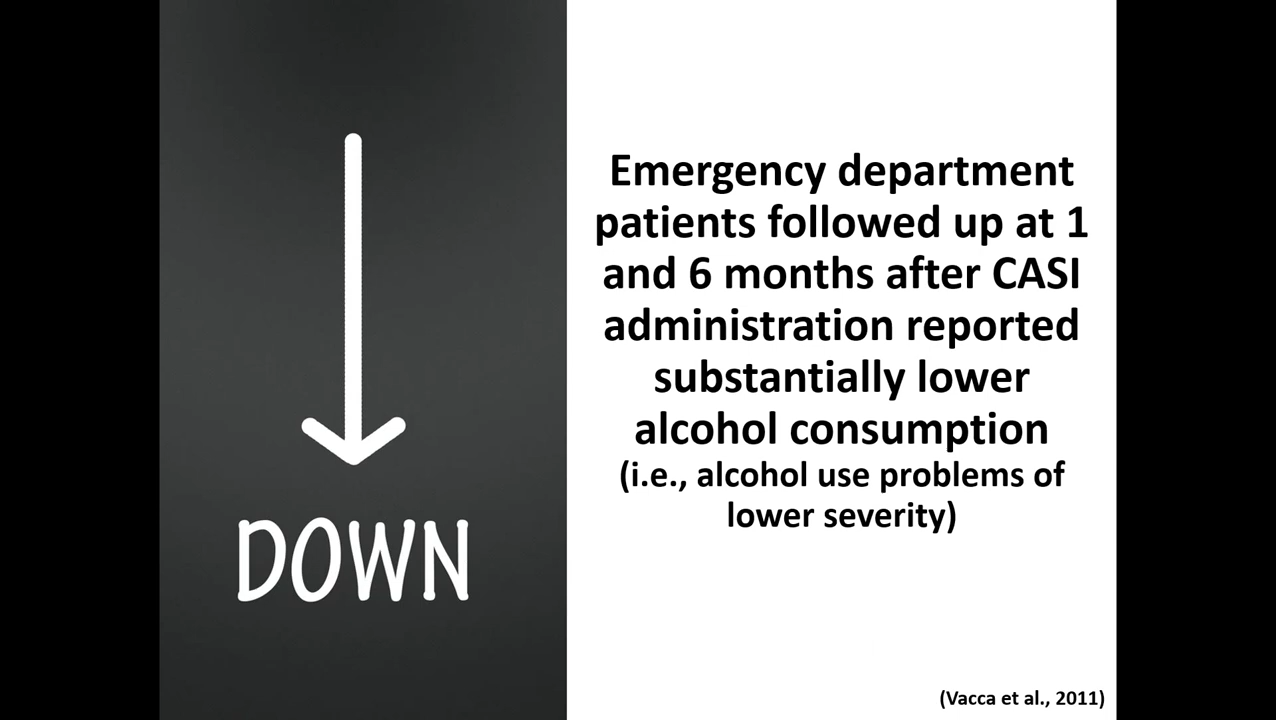 DOWN
Emergency department
patients followed up at 1
and 6 months after CASI
administration reported
substantially lower
alcohol consumption
(i.e., alcohol use problems of
lower severity)
(Vacca et al., 2011)